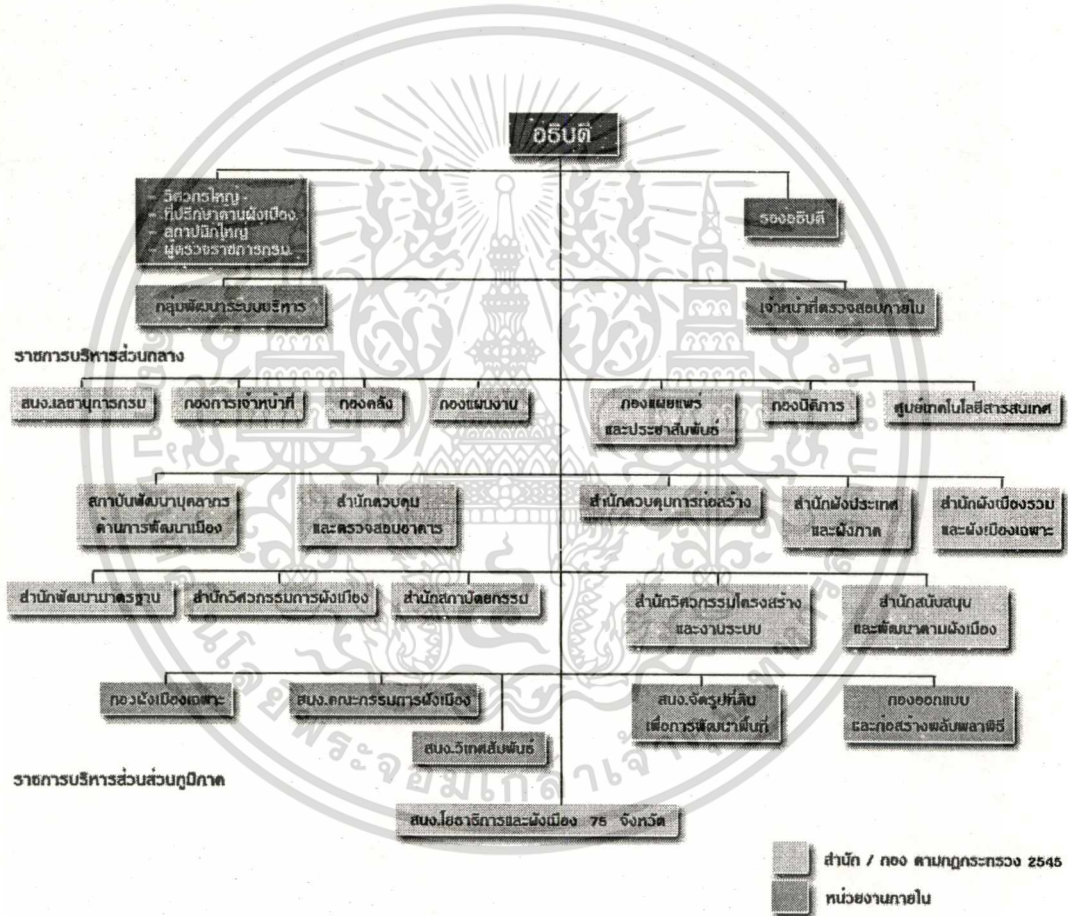 อธิบดี
- วิศวกรใหญ่
- ที่ปรึกษาด้านผังเมือง
- สถาปนิกใหญ่
- ผู้ตรวจราชการกรม
รองอธิบดี
กลุ่มพัฒนาระบบบริหาร
เจ้าหน้าที่ตรวจสอบภายใน
ราชการบริหารส่วนกลาง
สนง.เลขานุการกรม
กองการเจ้าหน้าที่
กองคลัง
กองแผนงาน
กองเผยแพร่
และประชาสัมพันธ์
กองนิติการ
ศูนย์เทคโนโลยีสารสนเทศ
สถาบันพัฒนาบุคลากร
ด้านการพัฒนาเมือง
สำนักควบคุม
และตรวจสอบอาคาร
สำนักควบคุมการก่อสร้าง
สำนักผังประเทศ
และผังภาค
สำนักผังเมืองรวม
และผังเมืองเฉพาะ
สำนักพัฒนามาตรฐาน
สำนักวิศวกรรมการผังเมือง
สำนักสถาปัตยกรรม
สำนักวิศวกรรมโครงสร้าง
และงานระบบ
สำนักสนับสนุน
และพัฒนาตามผังเมือง
กองผังเมืองเฉพาะ
สนง.คณะกรรมการผังเมือง
สนง.วิเทศสัมพันธ์
สนง.จัดรูปที่ดิน
เพื่อการพัฒนาพื้นที่
กองออกแบบ
และก่อสร้างพลับพลาพิธี
ราชการบริหารส่วนส่วนภูมิภาค
สนง.โยธาธิการและผังเมือง 75 จังหวัด
สำนัก / กอง ตามกฎกระทรวง 2545
หน่วยงานภายใน